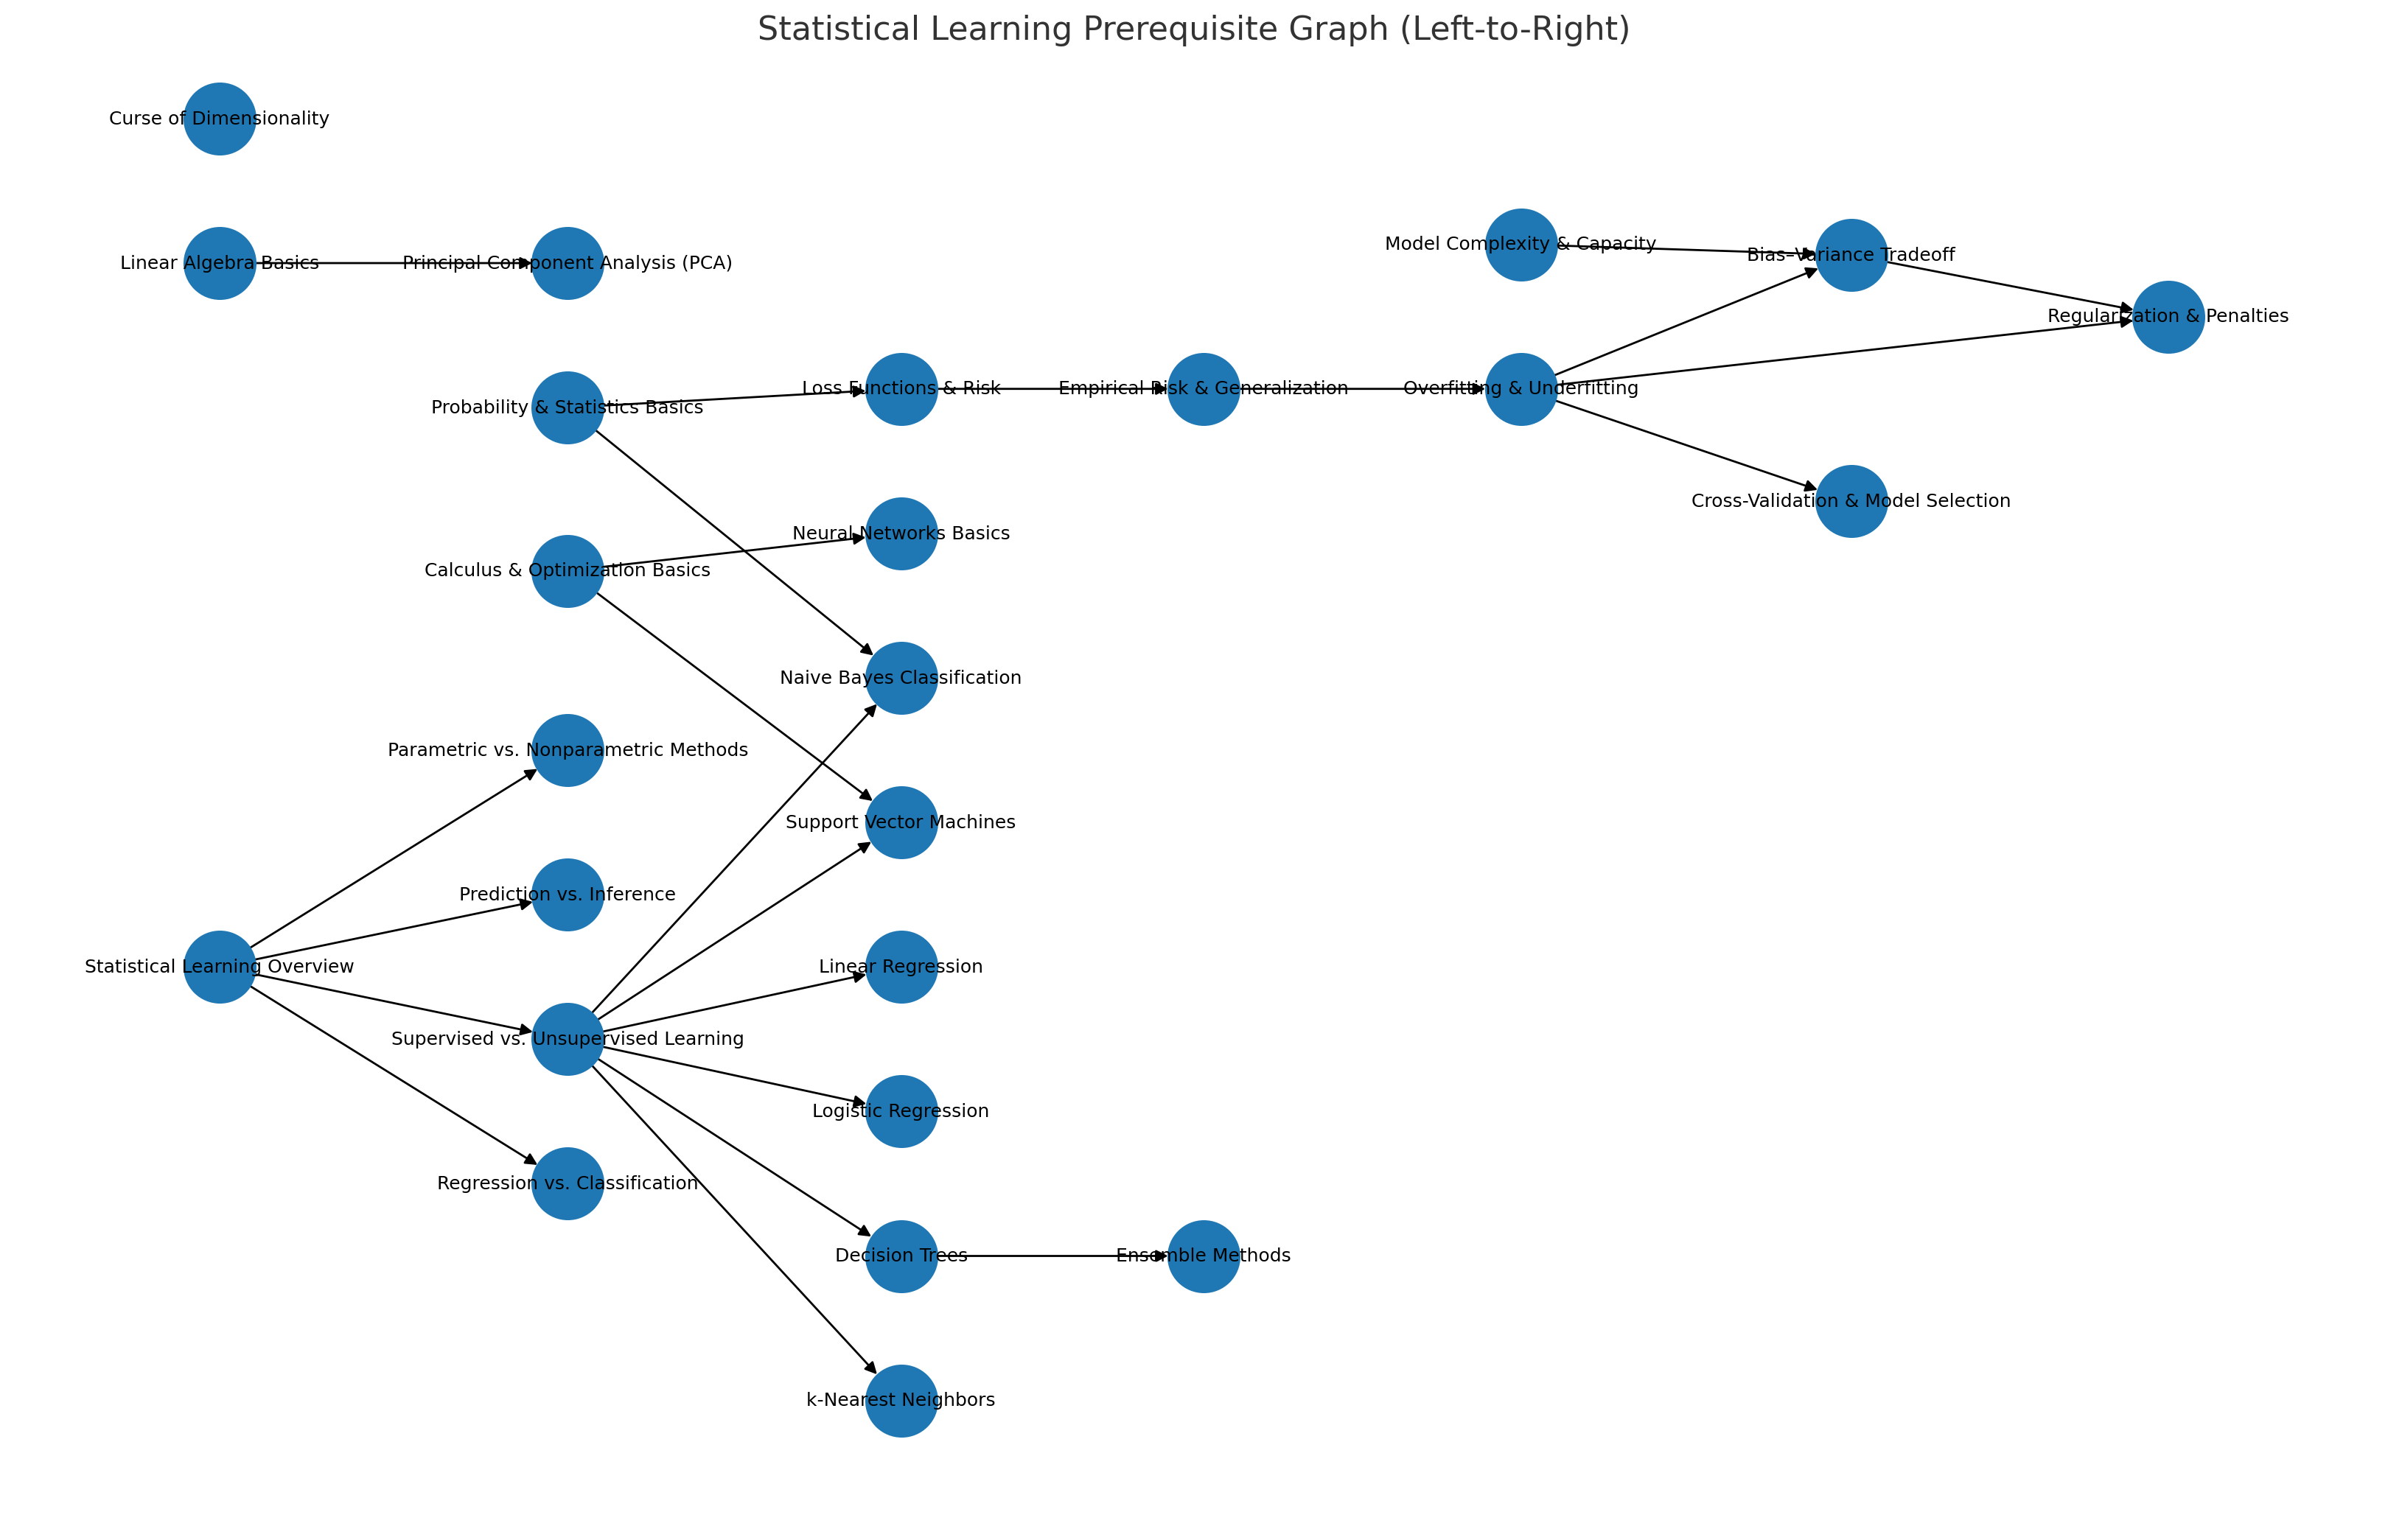 Statistical Learning Prerequisite Graph (Left-to-Right)
Curse of Dimensionality
Linear Algebra Basics
Principal Component Analysis (PCA)
Model Complexity & Capacity
Bias–Variance Tradeoff
Regularization & Penalties
Probability & Statistics Basics
Loss Functions & Risk
Empirical Risk & Generalization
Overfitting & Underfitting
Cross-Validation & Model Selection
Neural Networks Basics
Calculus & Optimization Basics
Naive Bayes Classification
Parametric vs. Nonparametric Methods
Support Vector Machines
Prediction vs. Inference
Statistical Learning Overview
Linear Regression
Supervised vs. Unsupervised Learning
Logistic Regression
Regression vs. Classification
Decision Trees
Ensemble Methods
k-Nearest Neighbors